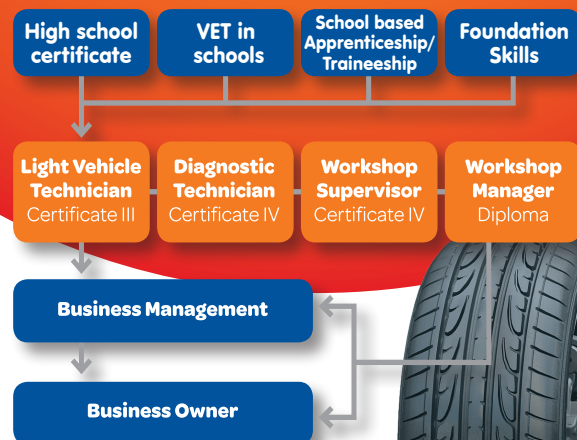 High school
certificate
VET in
schools
School based
Apprenticeship/
Traineeship
Foundation
Skills
Light Vehicle
Technician
Certificate III
Diagnostic
Technician
Certificate IV
Workshop
Supervisor
Certificate IV
Workshop
Manager
Diploma
Business Management
Business Owner